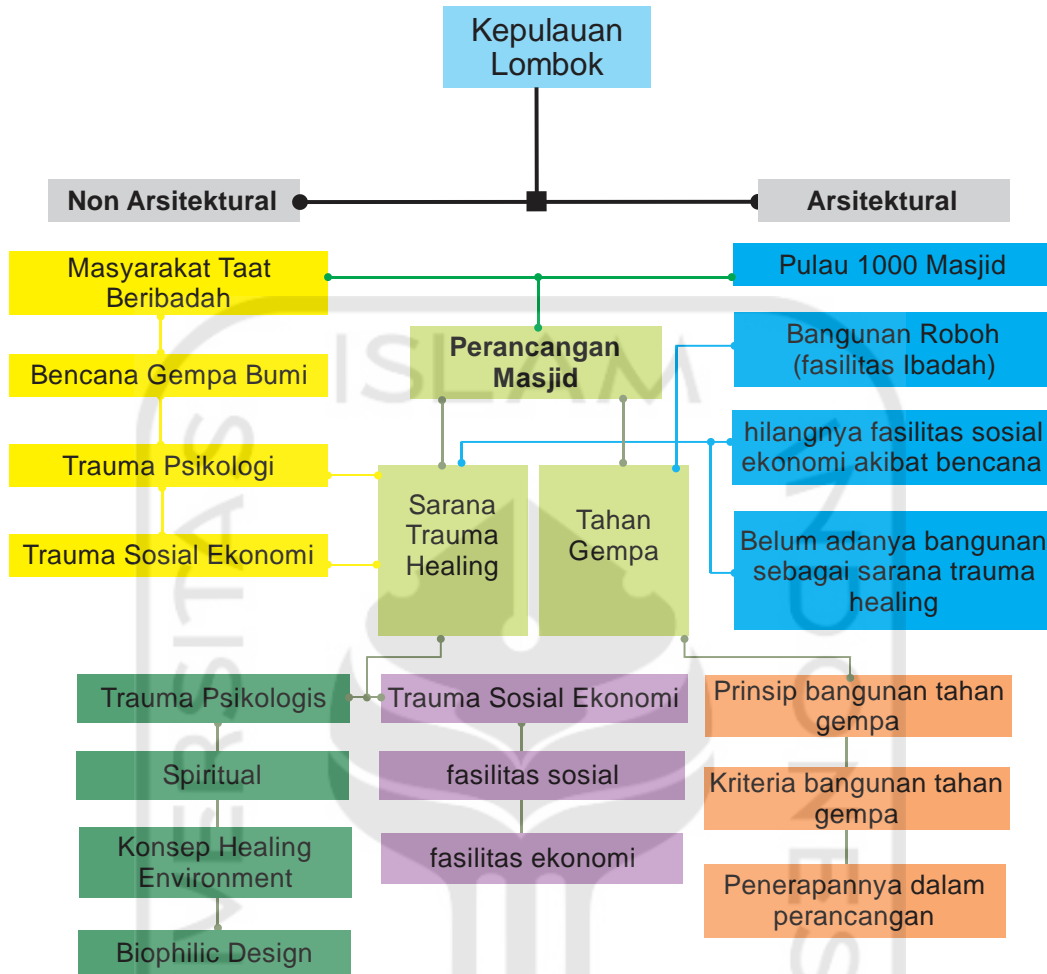 Kepulauan
Lombok
Non Arsitektural
Arsitektural
Masyarakat Taat
Beribadah
Pulau 1000 Masjid
Perancangan
Masjid
Bangunan Roboh
(fasilitas Ibadah)
Bencana Gempa Bumi
hilangnya fasilitas sosial
ekonomi akibat bencana
Trauma Psikologi
Sarana
Trauma
Healing
Tahan
Gempa
Trauma Sosial Ekonomi
Belum adanya bangunan
sebagai sarana trauma
healing
Trauma Psikologis
Spiritual
Konsep Healing
Environment
Biophilic Design
Trauma Sosial Ekonomi
fasilitas sosial
fasilitas ekonomi
Prinsip bangunan tahan
gempa
Kriteria bangunan tahan
gempa
Penerapannya dalam
perancangan
ISLAM